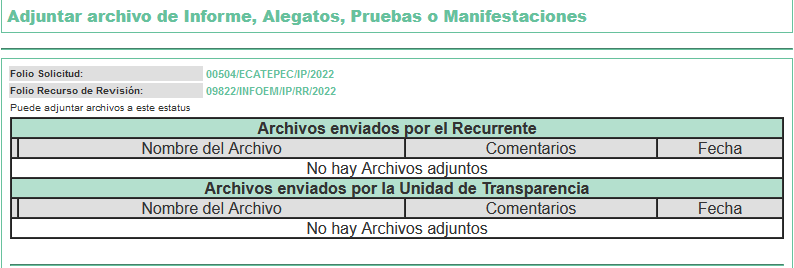 Adjuntar archivo de Informe, Alegatos, Pruebas o Manifestaciones
Folio Solicitud: 00504/ECATEPEC/IP/2022
Folio Recurso de Revisión: 09822/INFOEM/IP/RR/2022
Puede adjuntar archivos a este estatus
Archivos enviados por el Recurrente
Nombre del Archivo Comentarios Fecha
No hay Archivos adjuntos
Archivos enviados por la Unidad de Transparencia
Nombre del Archivo Comentarios Fecha
No hay Archivos adjuntos